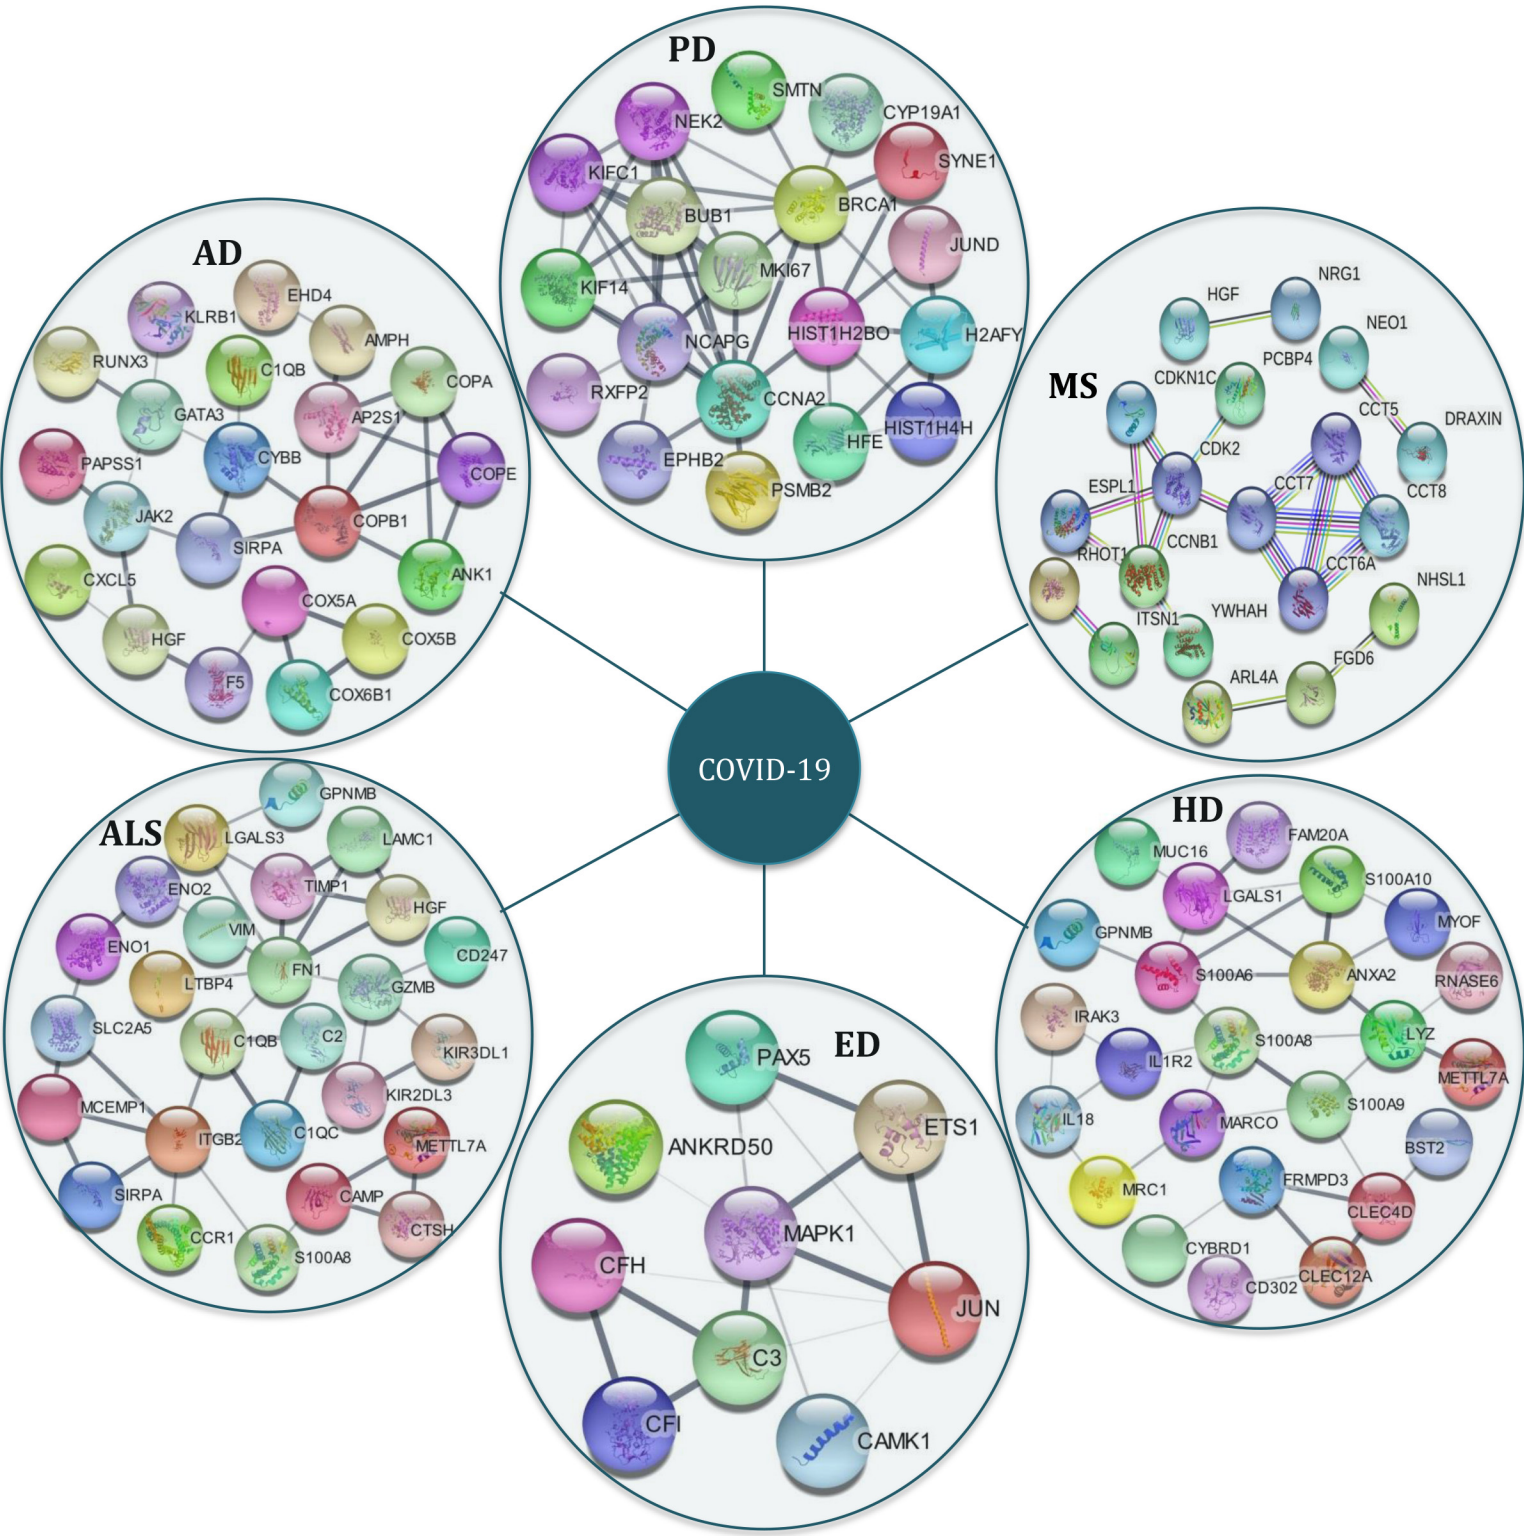 PD
SMTN
NEK2
CYP19A1
KIFC1
SYNE1
BUB1
BRCA1
JUND
MKI67
KIF14
HIST1H2BO
H2AFY
NCAPG
RXFP2
CCNA2
HIST1H4H
HFE
EPHB2
PSMB2
AD
EHD4
KLRB1
AMPH
RUNX3
C1QB
COPA
GATA3
AP2S1
CYBB
PAPSS1
COPE
JAK2
COPB1
SIRPA
ANK1
CXCL5
COX5A
HGF
COX5B
F5
COX6B1
MS
NRG1
HGF
NEO1
PCBP4
CDKN1C
CCT5
DRAXIN
CDK2
CCT7
ESPL1
CCT8
CCNB1
RHOT1
CCT6A
NHSL1
YWHAH
ITSN1
FGD6
ARL4A
COVID-19
ALS
GPNMB
LGALS3
LAMC1
ENO2
TIMP1
HGF
VIM
ENO1
CD247
FN1
LTBP4
GZMB
SLC2A5
C1QB
C2
KIR3DL1
KIR2DL3
MCEMP1
ITGB2
C1QC
METTL7A
SIRPA
CAMP
CTSH
CCR1
S100A8
HD
FAM20A
MUC16
S100A10
LGALS1
MYOF
GPNMB
S100A6
ANXA2
RNASE6
IRAK3
S100A8
LYZ
IL1R2
METTL7A
S100A9
IL18
MARCO
BST2
MRC1
FRMPD3
CLEC4D
CYBRD1
CLEC12A
CD302
ED
PAX5
ETS1
ANKRD50
MAPK1
CFH
JUN
C3
CFI
CAMK1